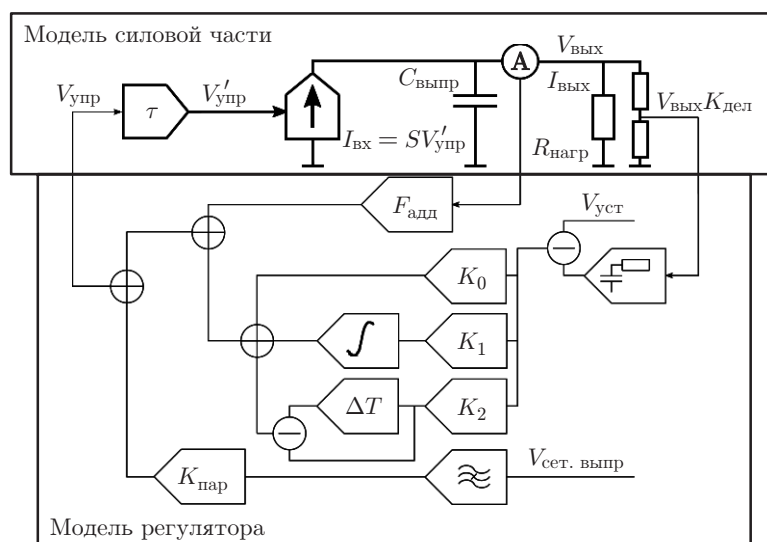 Модель силовой части
V_вых
V_упр
τ
V′_упр
C_выпр
A
I_вых
V_вых K_дел
I_вх = SV′_упр
R_нагр
F_адд
V_уст
K_0
∫
K_1
ΔT
K_2
K_пар
V_сет. выпр
Модель регулятора